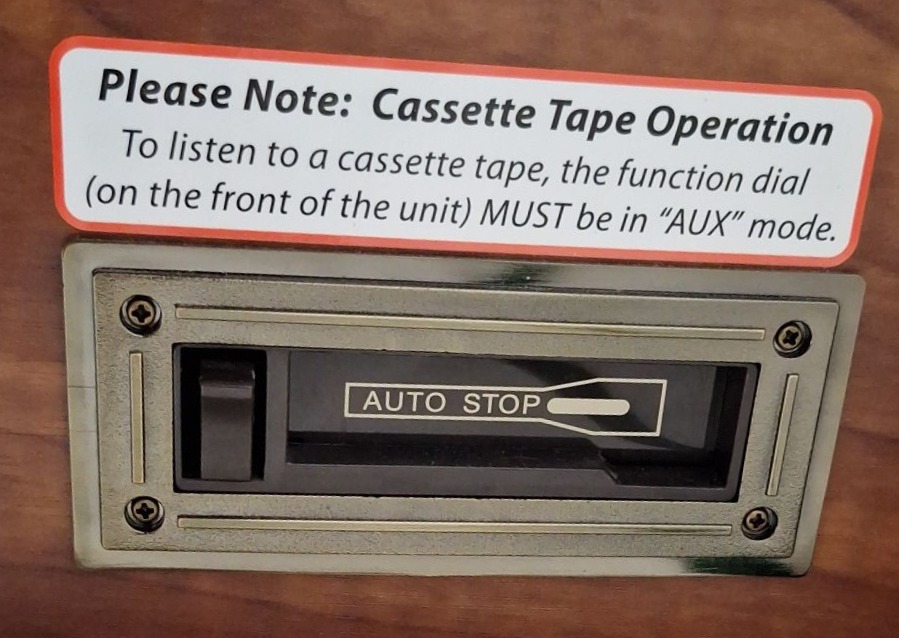 Please Note: Cassette Tape Operation
To listen to a cassette tape, the function dial
(on the front of the unit) MUST be in “AUX” mode.
AUTO STOP